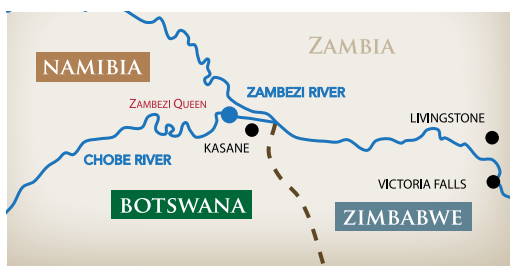 ZAMBIA
NAMIBIA
ZAMBEZI RIVER
ZAMBEZI QUEEN
LIVINGSTONE
KASANE
CHOBE RIVER
VICTORIA FALLS
BOTSWANA
ZIMBABWE